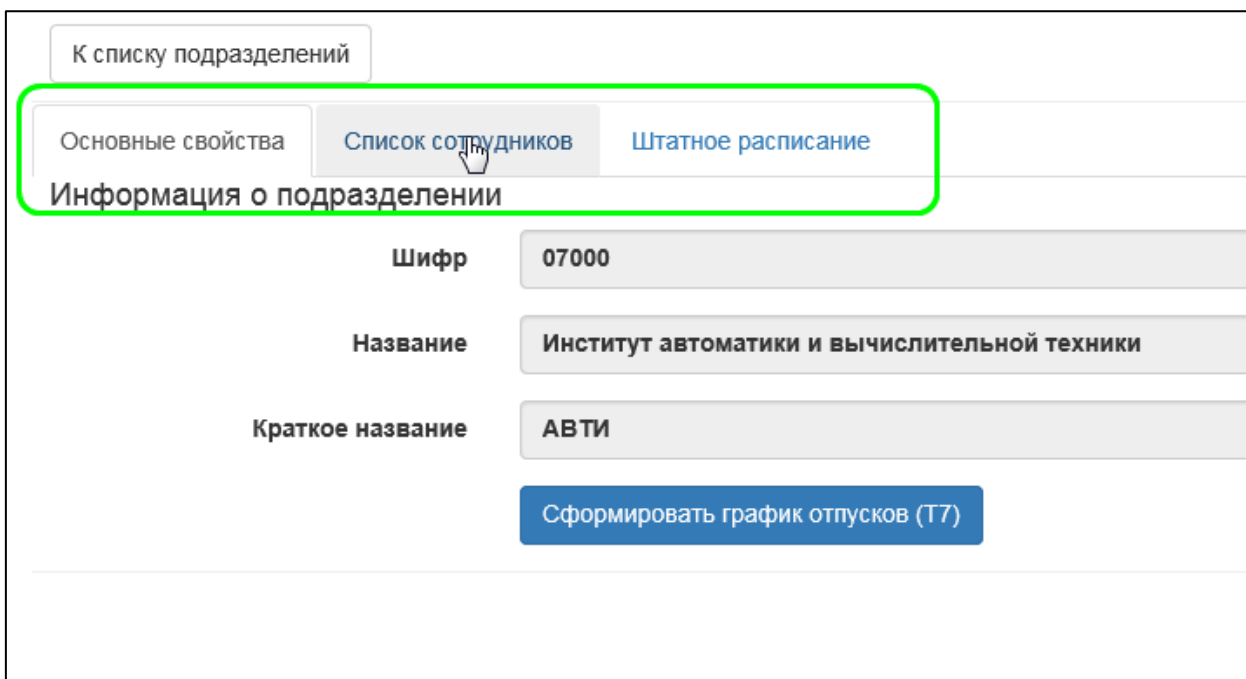 К списку подразделений
Основные свойства Список сотрудников Штатное расписание
Информация о подразделении
Шифр 07000
Название Институт автоматики и вычислительной техники
Краткое название АВТИ
Сформировать график отпусков (Т7)